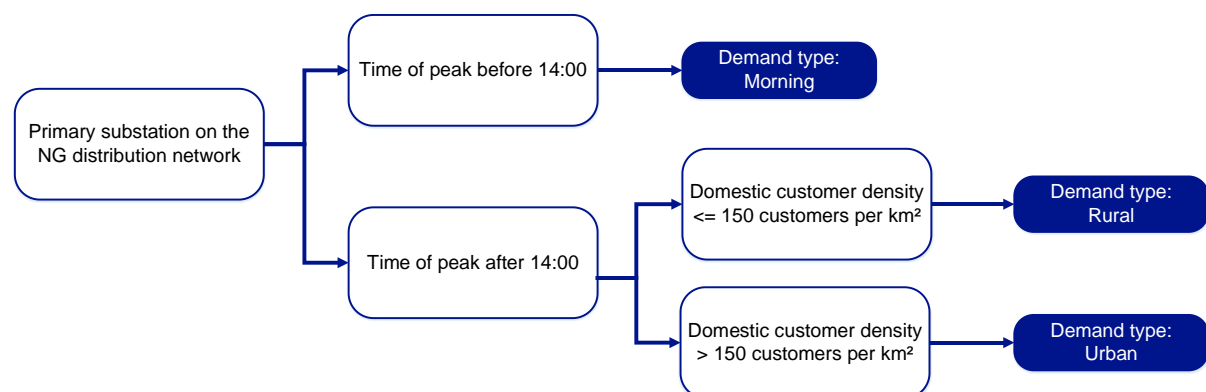 Primary substation on the
NG distribution network
Time of peak before 14:00
Demand type:
Morning
Time of peak after 14:00
Domestic customer density
<= 150 customers per km²
Demand type:
Rural
Domestic customer density
> 150 customers per km²
Demand type:
Urban